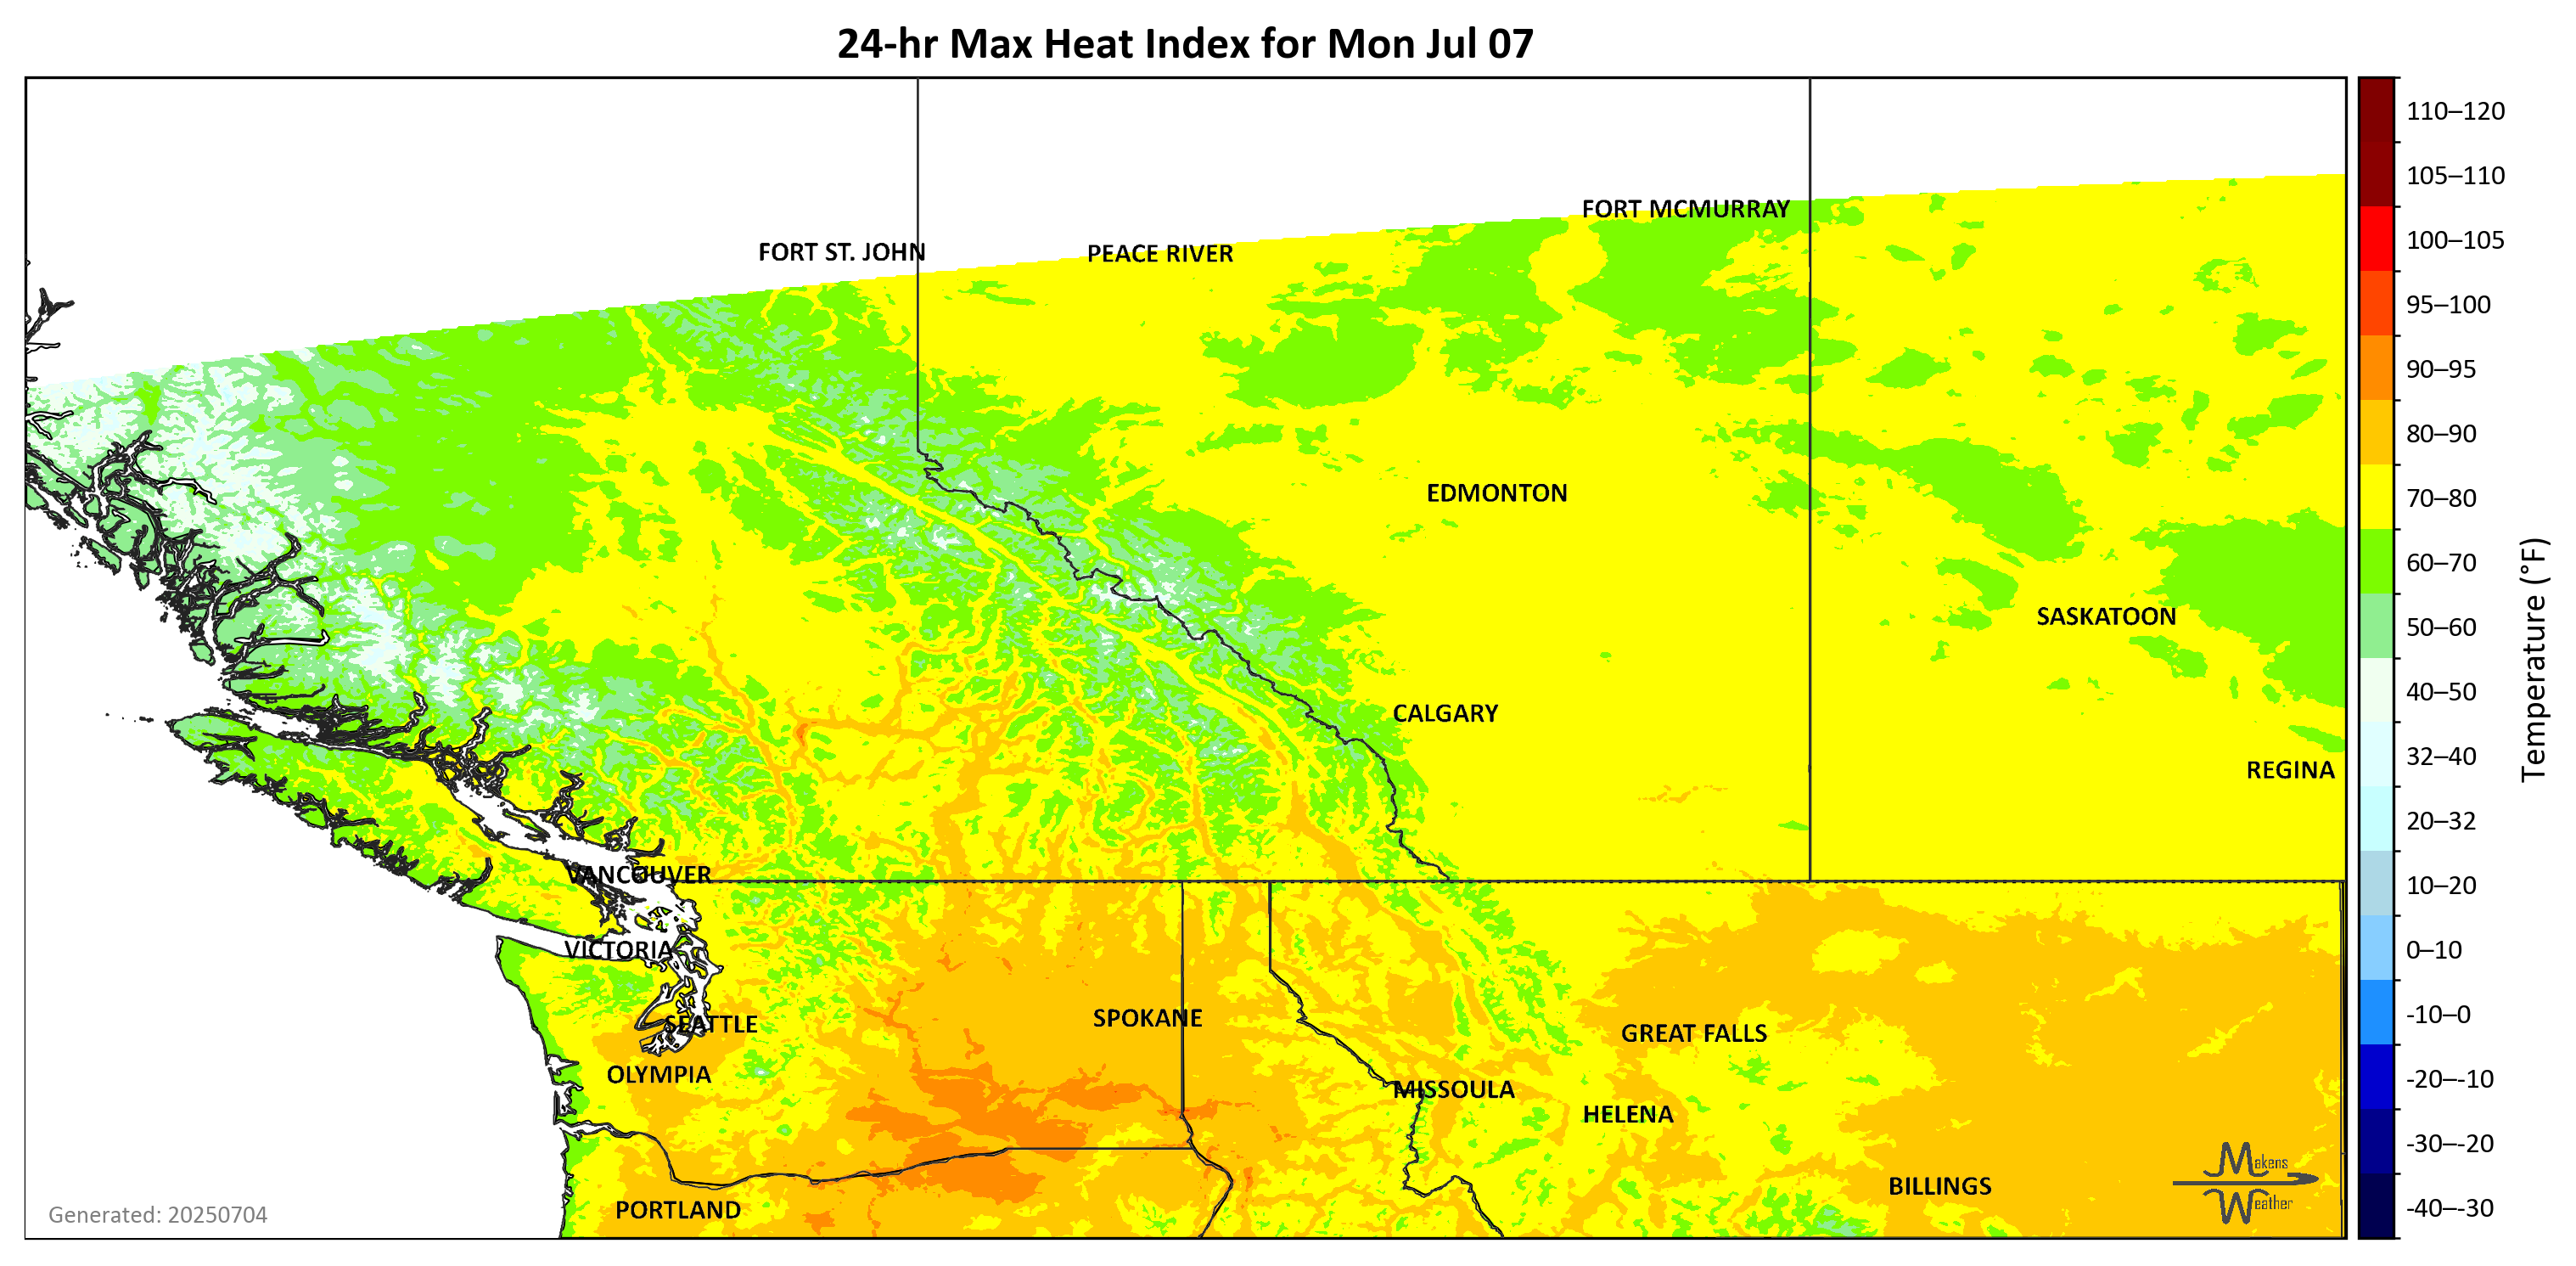 24-hr Max Heat Index for Mon Jul 07
FORT MCMURRAY
FORT ST. JOHN
PEACE RIVER
EDMONTON
SASKATOON
CALGARY
REGINA
VANCOUVER
VICTORIA
SEATTLE
SPOKANE
GREAT FALLS
OLYMPIA
MISSOULA
HELENA
BILLINGS
PORTLAND
Makens
Weather
Generated: 20250704
110–120
105–110
100–105
95–100
90–95
80–90
70–80
60–70
50–60
40–50
32–40
20–32
10–20
0–10
-10–0
-20–-10
-30–-20
-40–-30
Temperature (°F)